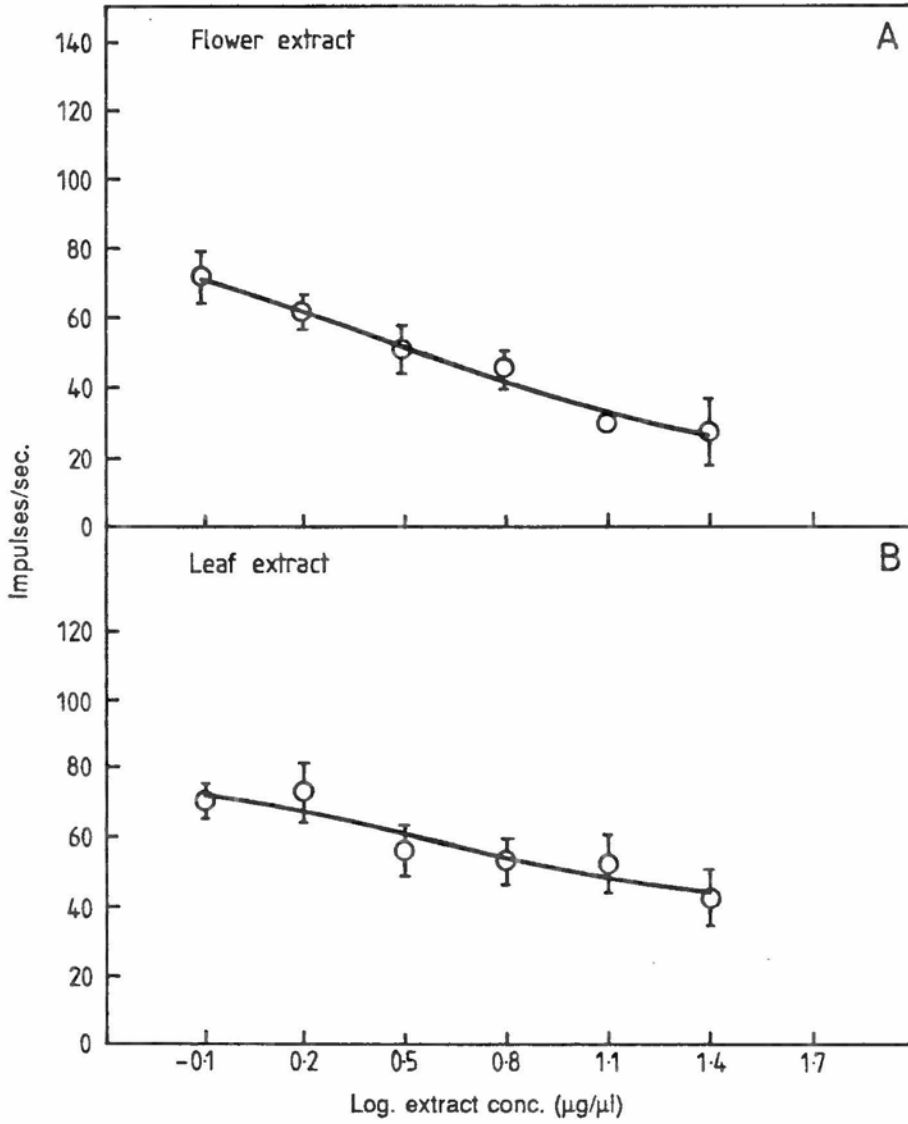 Flower extract
A
140
120
100
80
60
40
20
0
Impulses/sec.
Leaf extract
B
120
100
80
60
40
20
0
-0·1 0·2 0·5 0·8 1·1 1·4 1·7
Log. extract conc. (µg/µl)